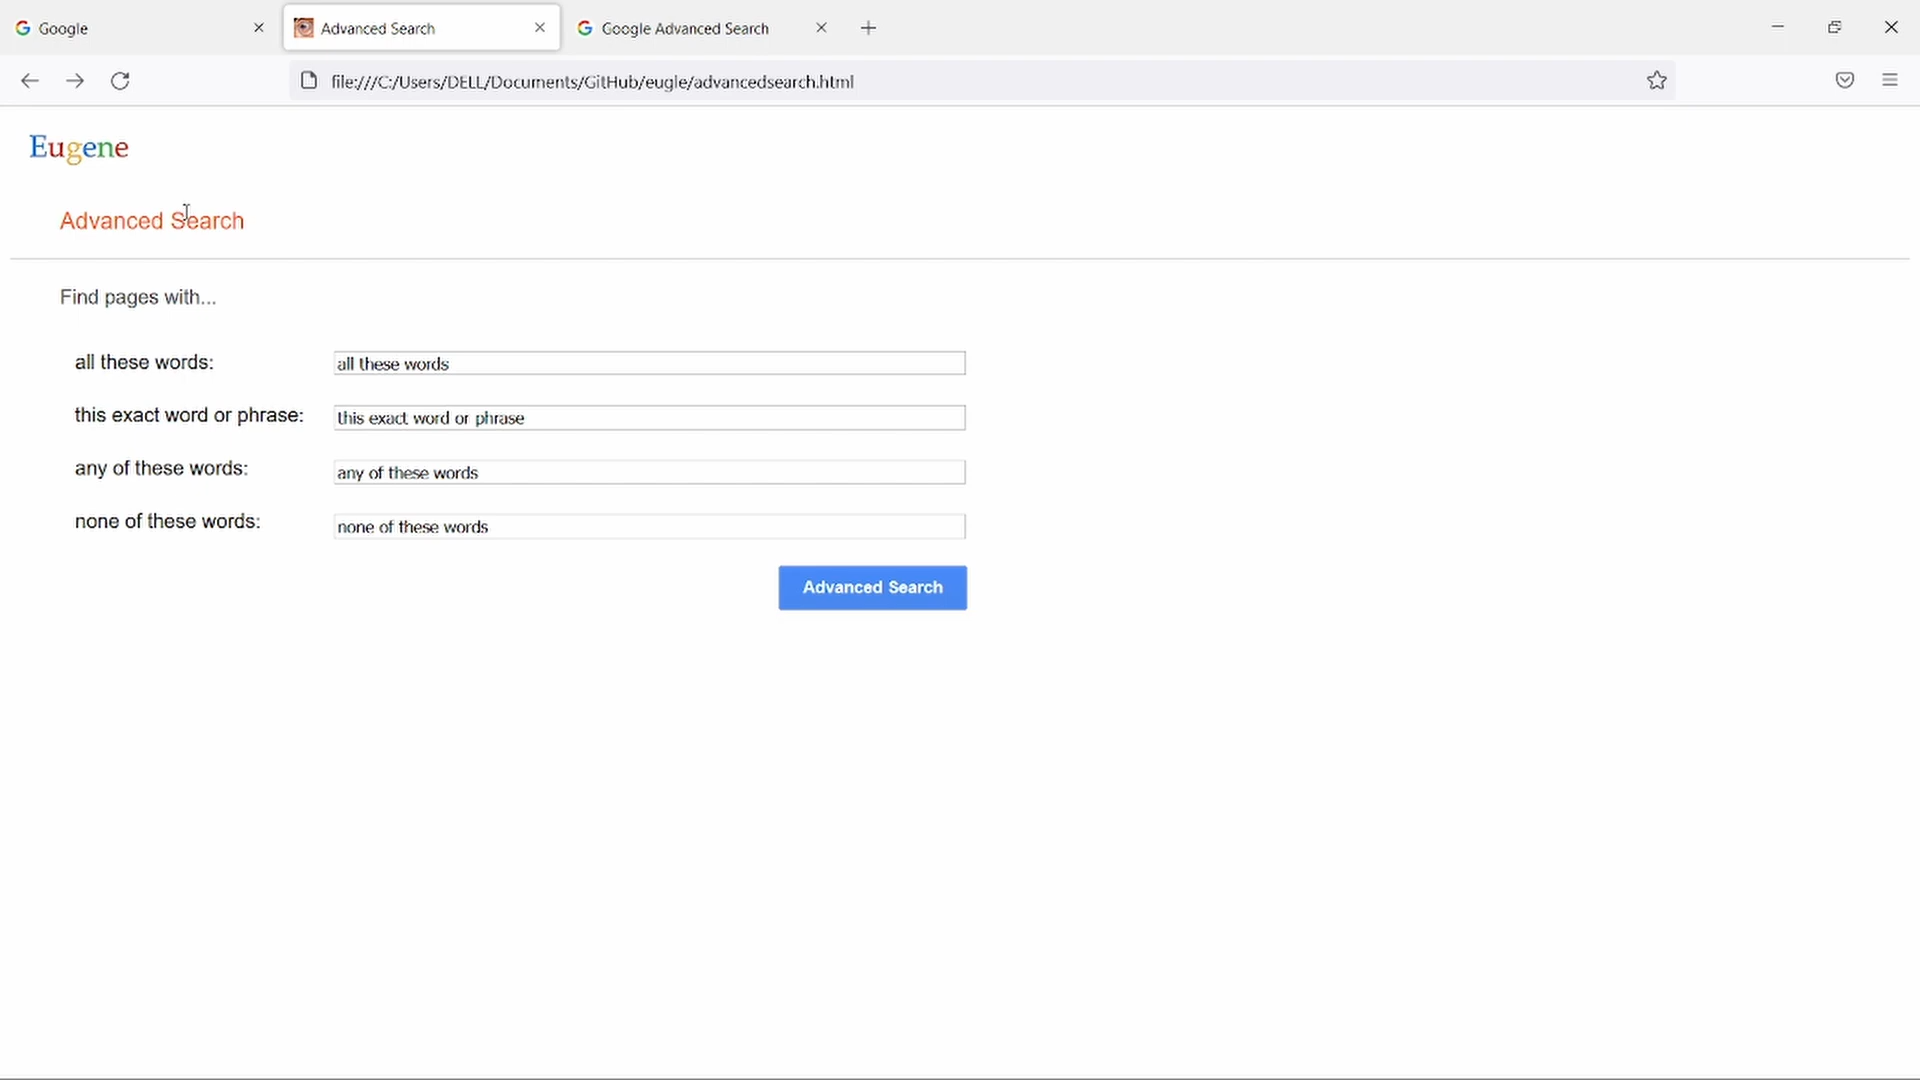 Google
Advanced Search
Google Advanced Search
file:///C:/Users/DELL/Documents/GitHub/eugle/advancedsearch.html
Eugene
Advanced Search
Find pages with...
all these words: all these words
this exact word or phrase: this exact word or phrase
any of these words: any of these words
none of these words: none of these words
Advanced Search